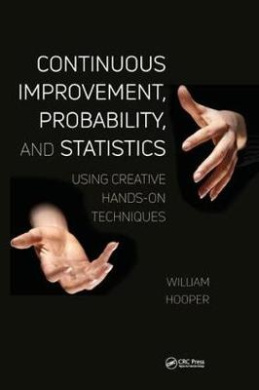 CONTINUOUS
IMPROVEMENT,
PROBABILITY,
AND STATISTICS
USING CREATIVE
HANDS-ON
TECHNIQUES
WILLIAM
HOOPER
CRC Press